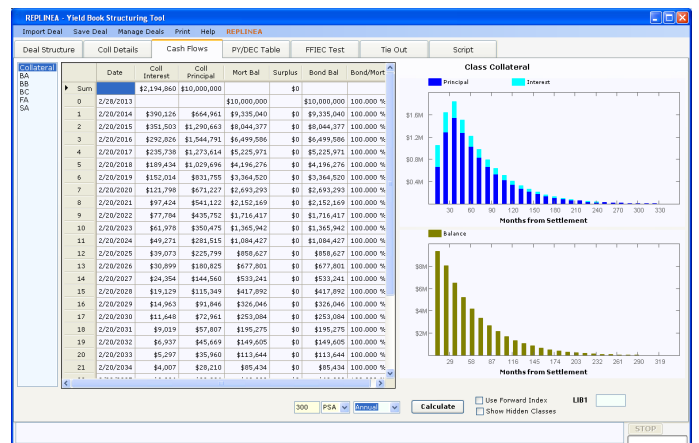 REPLINEA - Yield Book Structuring Tool
Import Deal Save Deal Manage Deals Print Help REPLINEA
Deal Structure Coll Details Cash Flows PY/DEC Table FFIEC Test Tie Out Script
Collateral
BA
BB
BC
FA
SA
Date Coll Interest Coll Principal Mort Bal Surplus Bond Bal Bond/Mort
Sum $2,194,860 $10,000,000 $0
0 2/28/2013 $10,000,000 $10,000,000 100.000 %
1 2/20/2014 $390,126 $664,961 $9,335,040 $0 $9,335,040 100.000 %
2 2/20/2015 $351,503 $1,290,663 $8,044,377 $0 $8,044,377 100.000 %
3 2/20/2016 $292,826 $1,544,791 $6,499,586 $0 $6,499,586 100.000 %
4 2/20/2017 $235,738 $1,273,614 $5,225,971 $0 $5,225,971 100.000 %
5 2/20/2018 $189,434 $1,029,696 $4,196,276 $0 $4,196,276 100.000 %
6 2/20/2019 $152,014 $831,755 $3,364,520 $0 $3,364,520 100.000 %
7 2/20/2020 $121,798 $671,227 $2,693,293 $0 $2,693,293 100.000 %
8 2/20/2021 $97,424 $541,122 $2,152,169 $0 $2,152,169 100.000 %
9 2/20/2022 $77,784 $435,752 $1,716,417 $0 $1,716,417 100.000 %
10 2/20/2023 $61,978 $350,475 $1,365,942 $0 $1,365,942 100.000 %
11 2/20/2024 $49,271 $281,515 $1,084,427 $0 $1,084,427 100.000 %
12 2/20/2025 $39,073 $225,799 $858,627 $0 $858,627 100.000 %
13 2/20/2026 $30,899 $180,825 $677,801 $0 $677,801 100.000 %
14 2/20/2027 $24,354 $144,560 $533,241 $0 $533,241 100.000 %
15 2/20/2028 $19,129 $115,349 $417,892 $0 $417,892 100.000 %
16 2/20/2029 $14,963 $91,846 $326,046 $0 $326,046 100.000 %
17 2/20/2030 $11,648 $72,961 $253,084 $0 $253,084 100.000 %
18 2/20/2031 $9,019 $57,807 $195,275 $0 $195,275 100.000 %
19 2/20/2032 $6,937 $45,669 $149,605 $0 $149,605 100.000 %
20 2/20/2033 $5,297 $35,960 $113,644 $0 $113,644 100.000 %
21 2/20/2034 $4,007 $28,210 $85,434 $0 $85,434 100.000 %
Class Collateral
Principal Interest
$1.6M
$1.2M
$0.8M
$0.4M
30 60 90 120 150 180 210 240 270 300 330
Months from Settlement
Balance
$8M
$6M
$4M
$2M
29 58 87 116 145 174 203 232 261 290 319
Months from Settlement
300 PSA Annual Calculate Use Forward Index LIB1
Show Hidden Classes
STOP